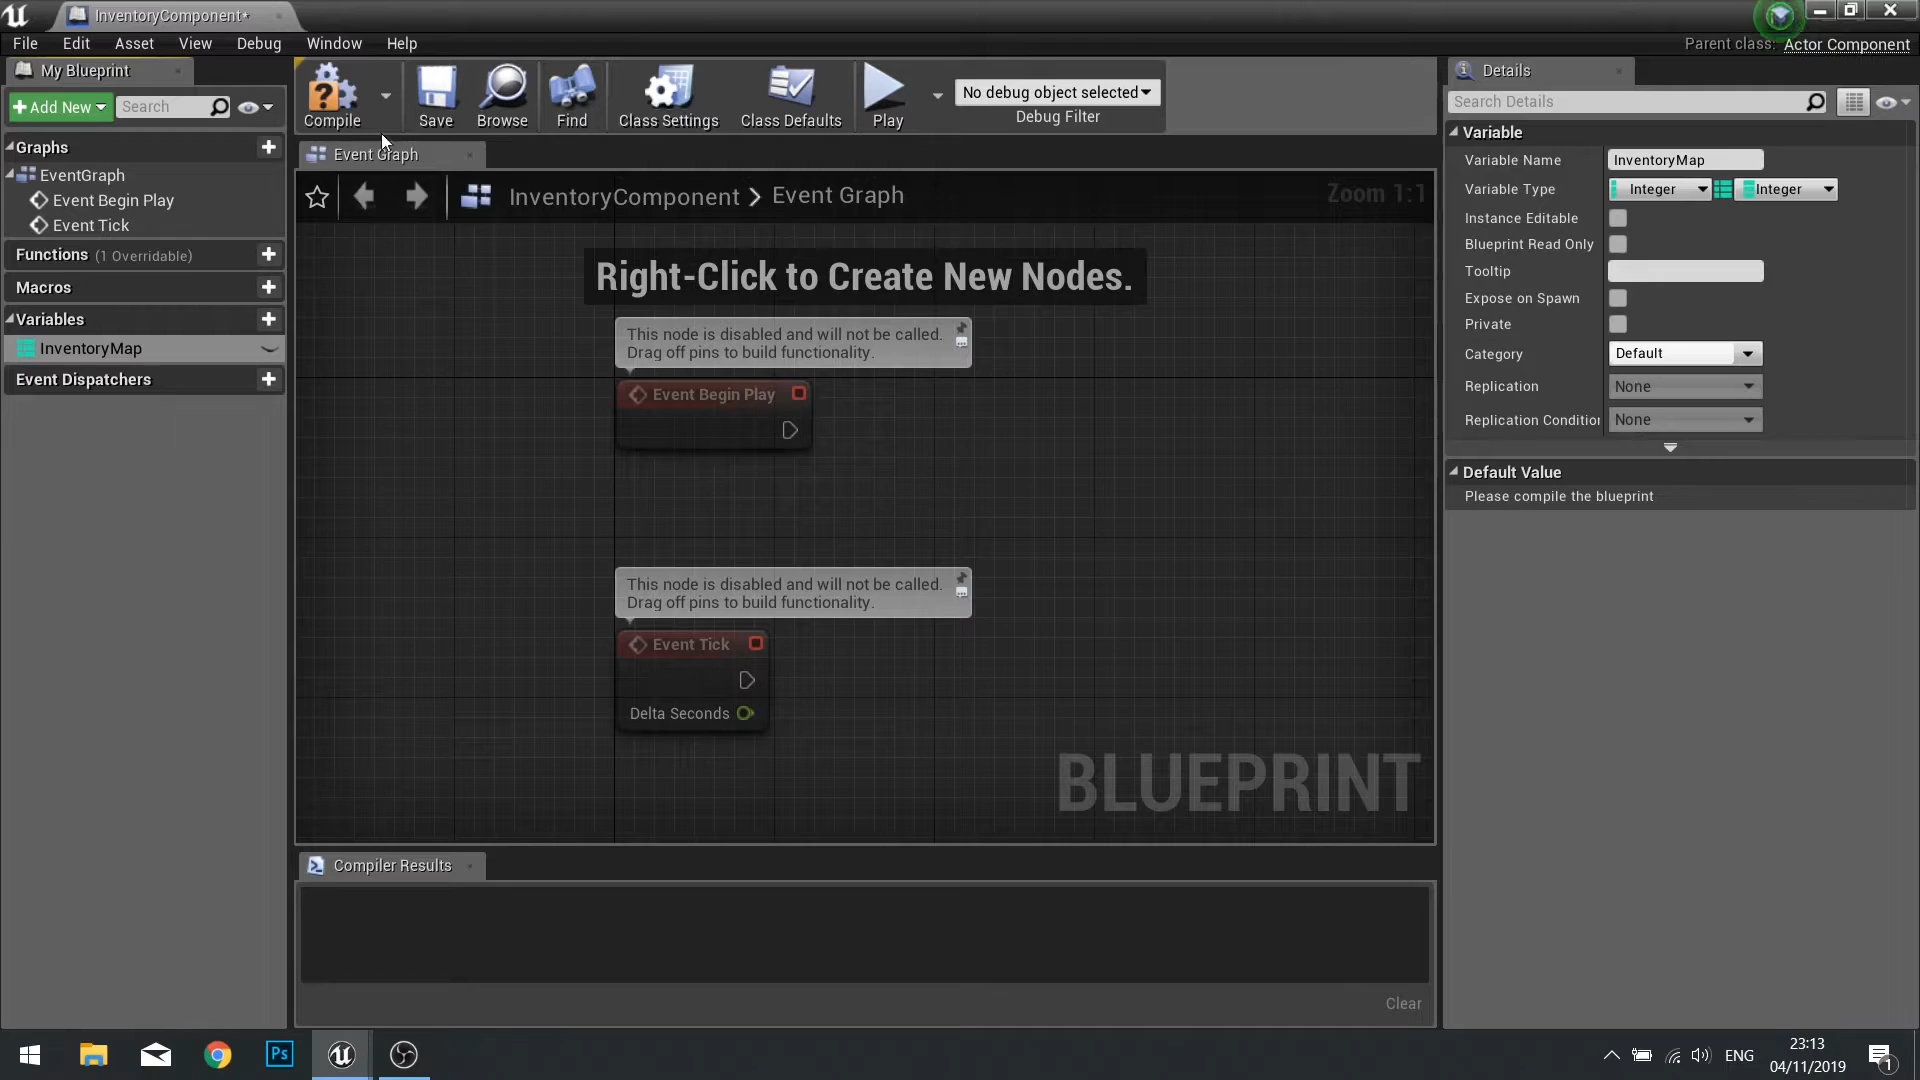 InventoryComponent*
File Edit Asset View Debug Window Help
Parent class: Actor Component
My Blueprint
Add New
Search
Compile
Save
Browse
Find
Class Settings
Class Defaults
Play
No debug object selected
Debug Filter
Details
Search Details
Graphs
EventGraph
Event Begin Play
Event Tick
Functions (1 Overridable)
Macros
Variables
InventoryMap
Event Dispatchers
Event Graph
InventoryComponent > Event Graph
Zoom 1:1
Right-Click to Create New Nodes.
This node is disabled and will not be called.
Drag off pins to build functionality.
Event Begin Play
This node is disabled and will not be called.
Drag off pins to build functionality.
Event Tick
Delta Seconds
BLUEPRINT
Compiler Results
Clear
Variable
Variable Name InventoryMap
Variable Type Integer Integer
Instance Editable
Blueprint Read Only
Tooltip
Expose on Spawn
Private
Category Default
Replication None
Replication Conditio None
Default Value
Please compile the blueprint
Ps
ENG
23:13
04/11/2019
1